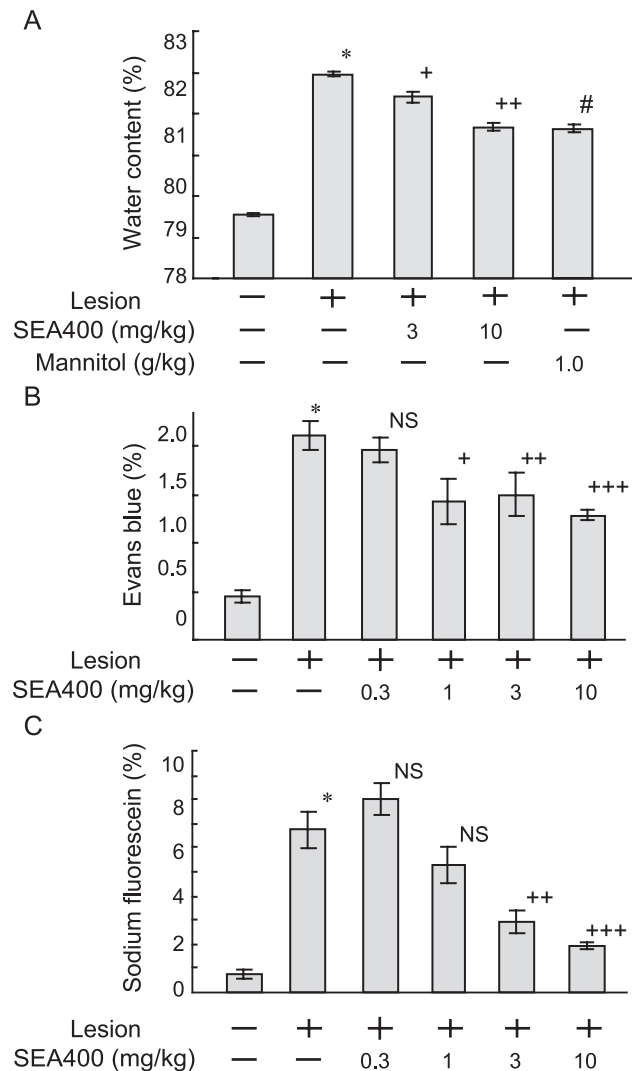 A
Water content (%)
83
82
81
80
79
78
*
+
++
#
Lesion — + + + +
SEA400 (mg/kg) — — 3 10 —
Mannitol (g/kg) — — — — 1.0
B
Evans blue (%)
2.0
1.5
1.0
0.5
0
*
NS
+
++
+++
Lesion — + + + + +
SEA400 (mg/kg) — — 0.3 1 3 10
C
Sodium fluorescein (%)
10
8
6
4
2
0
*
NS
NS
++
+++
Lesion — + + + + +
SEA400 (mg/kg) — — 0.3 1 3 10